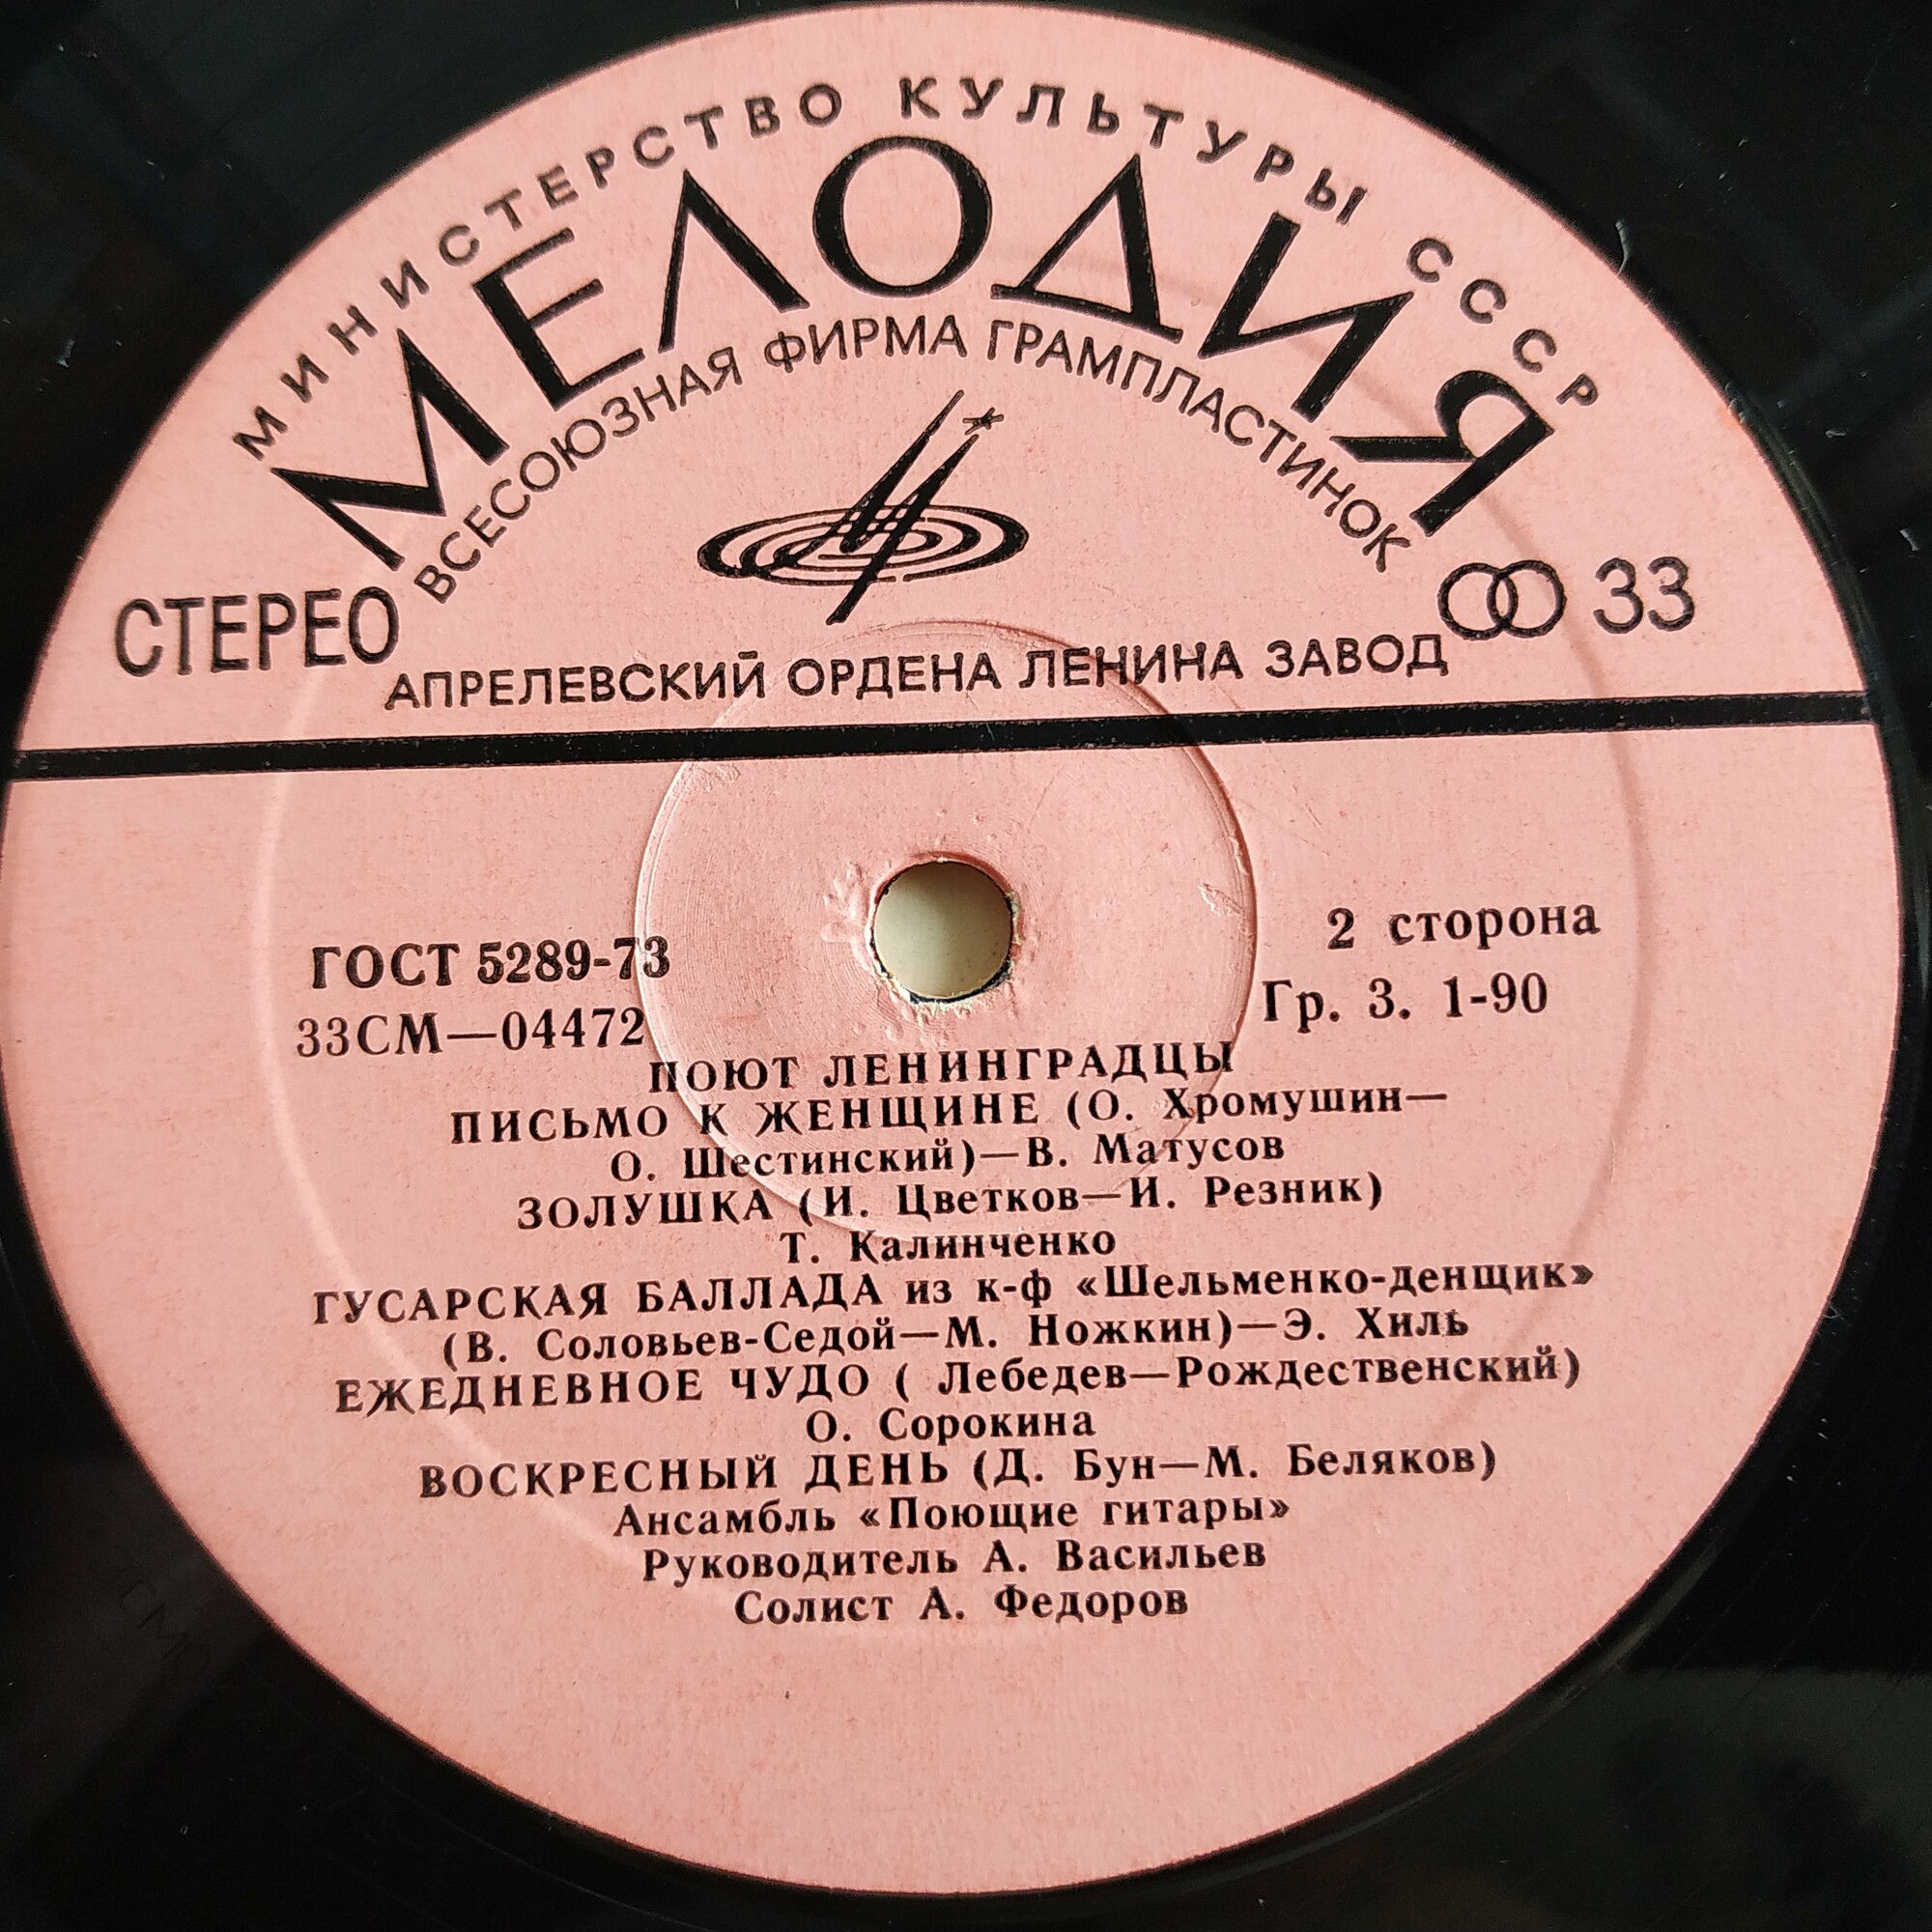 МИНИСТЕРСТВО КУЛЬТУРЫ СССР
МЕЛОДИЯ
ВСЕСОЮЗНАЯ ФИРМА ГРАМПЛАСТИНОК
СТЕРЕО
33
АПРЕЛЕВСКИЙ ОРДЕНА ЛЕНИНА ЗАВОД
ГОСТ 5289-73
2 сторона
33СМ—04472
Гр. 3. 1-90
ПОЮТ ЛЕНИНГРАДЦЫ
ПИСЬМО К ЖЕНЩИНЕ (О. Хромушин—
О. Шестинский)—В. Матусов
ЗОЛУШКА (И. Цветков—И. Резник)
Т. Калинченко
ГУСАРСКАЯ БАЛЛАДА из к-ф «Шельменко-денщик»
(В. Соловьев-Седой—М. Ножкин)—Э. Хиль
ЕЖЕДНЕВНОЕ ЧУДО ( Лебедев—Рождественский)
О. Сорокина
ВОСКРЕСНЫЙ ДЕНЬ (Д. Бун—М. Беляков)
Ансамбль «Поющие гитары»
Руководитель А. Васильев
Солист А. Федоров